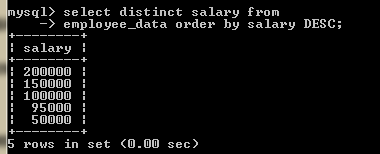 mysql> select distinct salary from
    -> employee_data order by salary DESC;
+--------+
| salary |
+--------+
| 200000 |
| 150000 |
| 100000 |
|  95000 |
|  50000 |
+--------+
5 rows in set (0.00 sec)